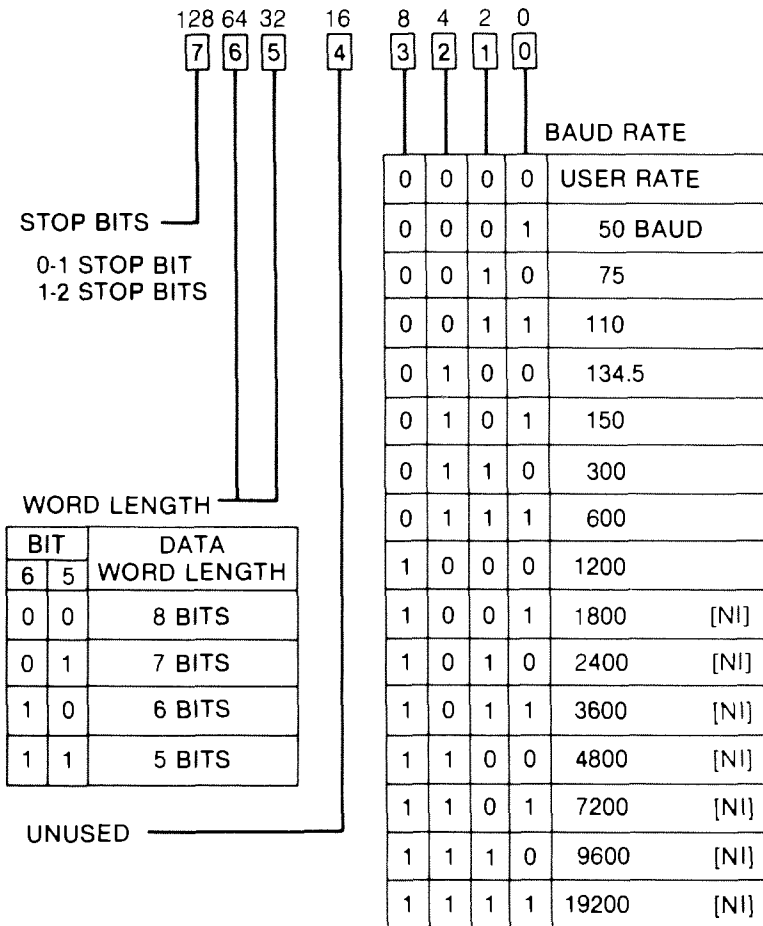 128 64 32 16 8 4 2 0
7 6 5 4 3 2 1 0
BAUD RATE
0 0 0 0 USER RATE
0 0 0 1 50 BAUD
0 0 1 0 75
0 0 1 1 110
0 1 0 0 134.5
0 1 0 1 150
0 1 1 0 300
0 1 1 1 600
1 0 0 0 1200
1 0 0 1 1800 [NI]
1 0 1 0 2400 [NI]
1 0 1 1 3600 [NI]
1 1 0 0 4800 [NI]
1 1 0 1 7200 [NI]
1 1 1 0 9600 [NI]
1 1 1 1 19200 [NI]
STOP BITS
0-1 STOP BIT
1-2 STOP BITS
WORD LENGTH
BIT DATA
6 5 WORD LENGTH
0 0 8 BITS
0 1 7 BITS
1 0 6 BITS
1 1 5 BITS
UNUSED